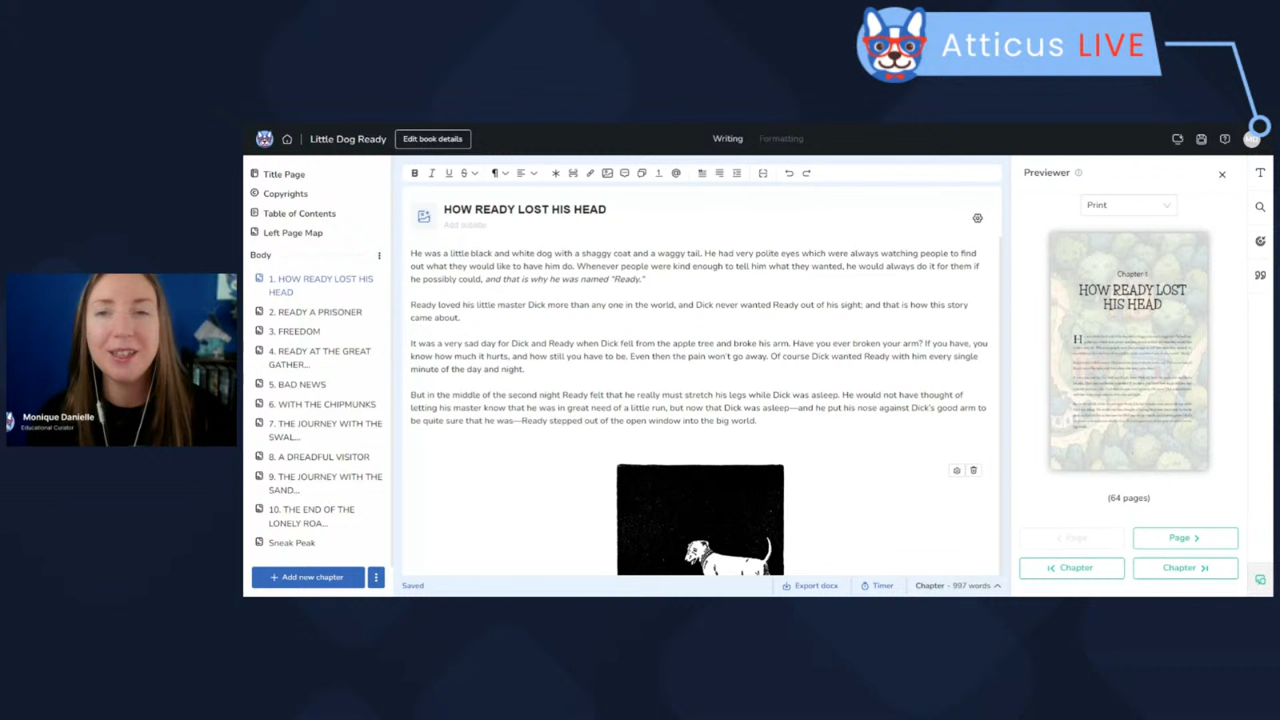 Atticus LIVE
Little Dog Ready
Edit book details
Writing
Formatting
MD
Title Page
Copyrights
Table of Contents
Left Page Map
Body
1. HOW READY LOST HIS
HEAD
2. READY A PRISONER
3. FREEDOM
4. READY AT THE GREAT
GATHER...
5. BAD NEWS
6. WITH THE CHIPMUNKS
7. THE JOURNEY WITH THE
SWAL...
8. A DREADFUL VISITOR
9. THE JOURNEY WITH THE
SAND...
10. THE END OF THE
LONELY ROA...
Sneak Peak
+ Add new chapter
B I U S
HOW READY LOST HIS HEAD
Add subtitle
He was a little black and white dog with a shaggy coat and a waggy tail. He had very polite eyes which were always watching people to find
out what they would like to have him do. Whenever people were kind enough to tell him what they wanted, he would always do it for them if
he possibly could, and that is why he was named "Ready."
Ready loved his little master Dick more than any one in the world, and Dick never wanted Ready out of his sight; and that is how this story
came about.
It was a very sad day for Dick and Ready when Dick fell from the apple tree and broke his arm. Have you ever broken your arm? If you have, you
know how much it hurts, and how still you have to be. Even then the pain won't go away. Of course Dick wanted Ready with him every single
minute of the day and night.
But in the middle of the second night Ready felt that he really must stretch his legs while Dick was asleep. He would not have thought of
letting his master know that he was in great need of a little run, but now that Dick was asleep—and he put his nose against Dick's good arm to
be quite sure that he was—Ready stepped out of the open window into the big world.
Saved
Export docx
Timer
Chapter - 997 words
Previewer
Print
Chapter 1
HOW READY LOST
HIS HEAD
(64 pages)
< Page
Page >
Chapter
Chapter
Monique Danielle
Educational Curator